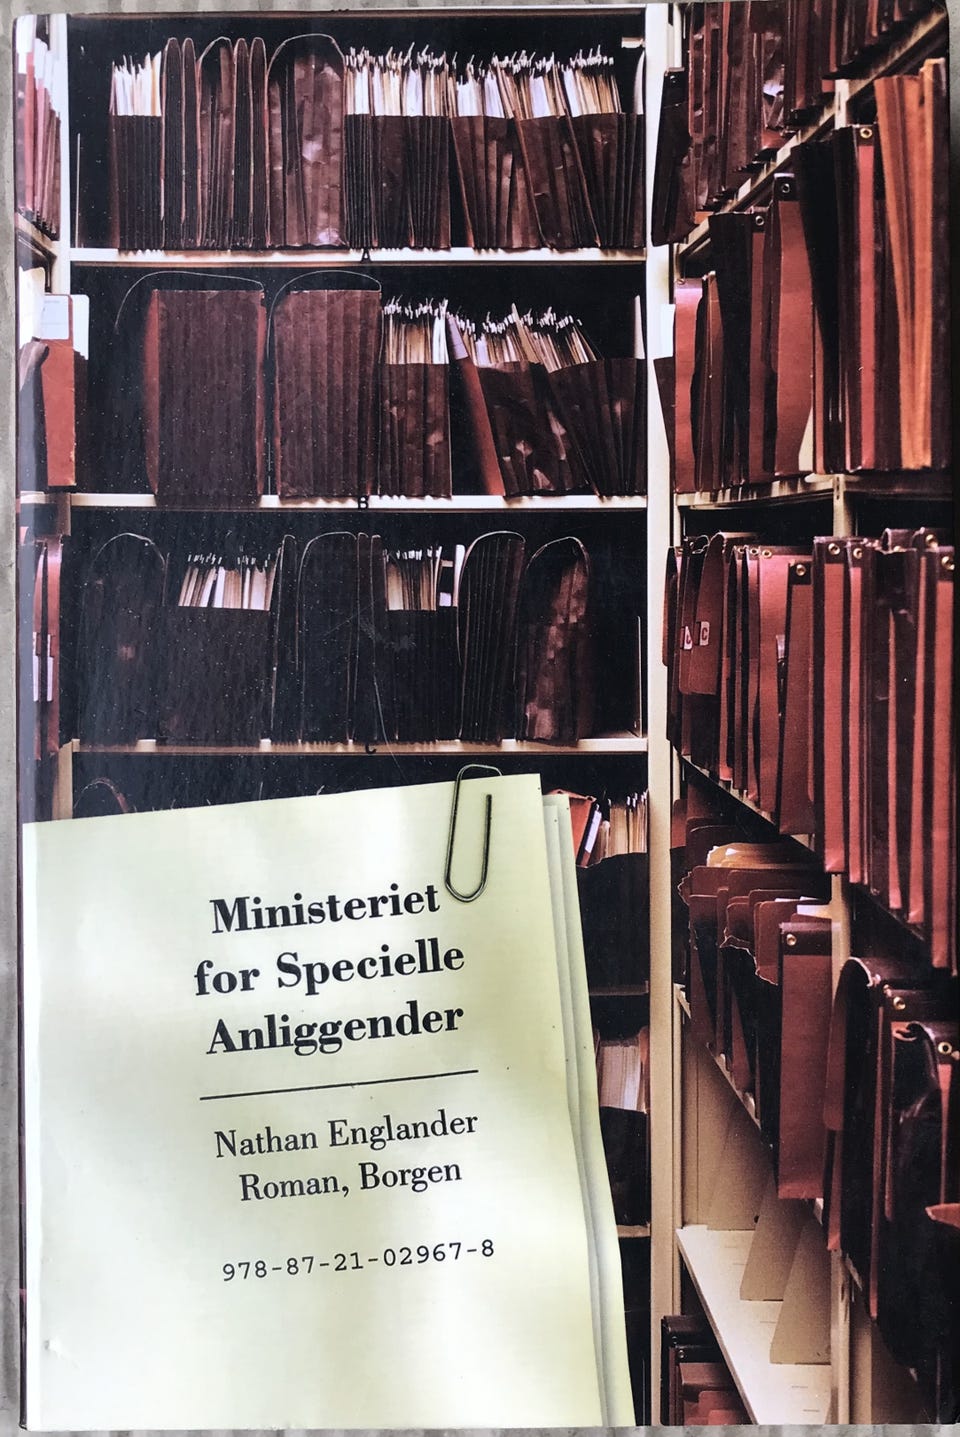 A
B
C
C
Ministeriet
for Specielle
Anliggender
Nathan Englander
Roman, Borgen
978-87-21-02967-8